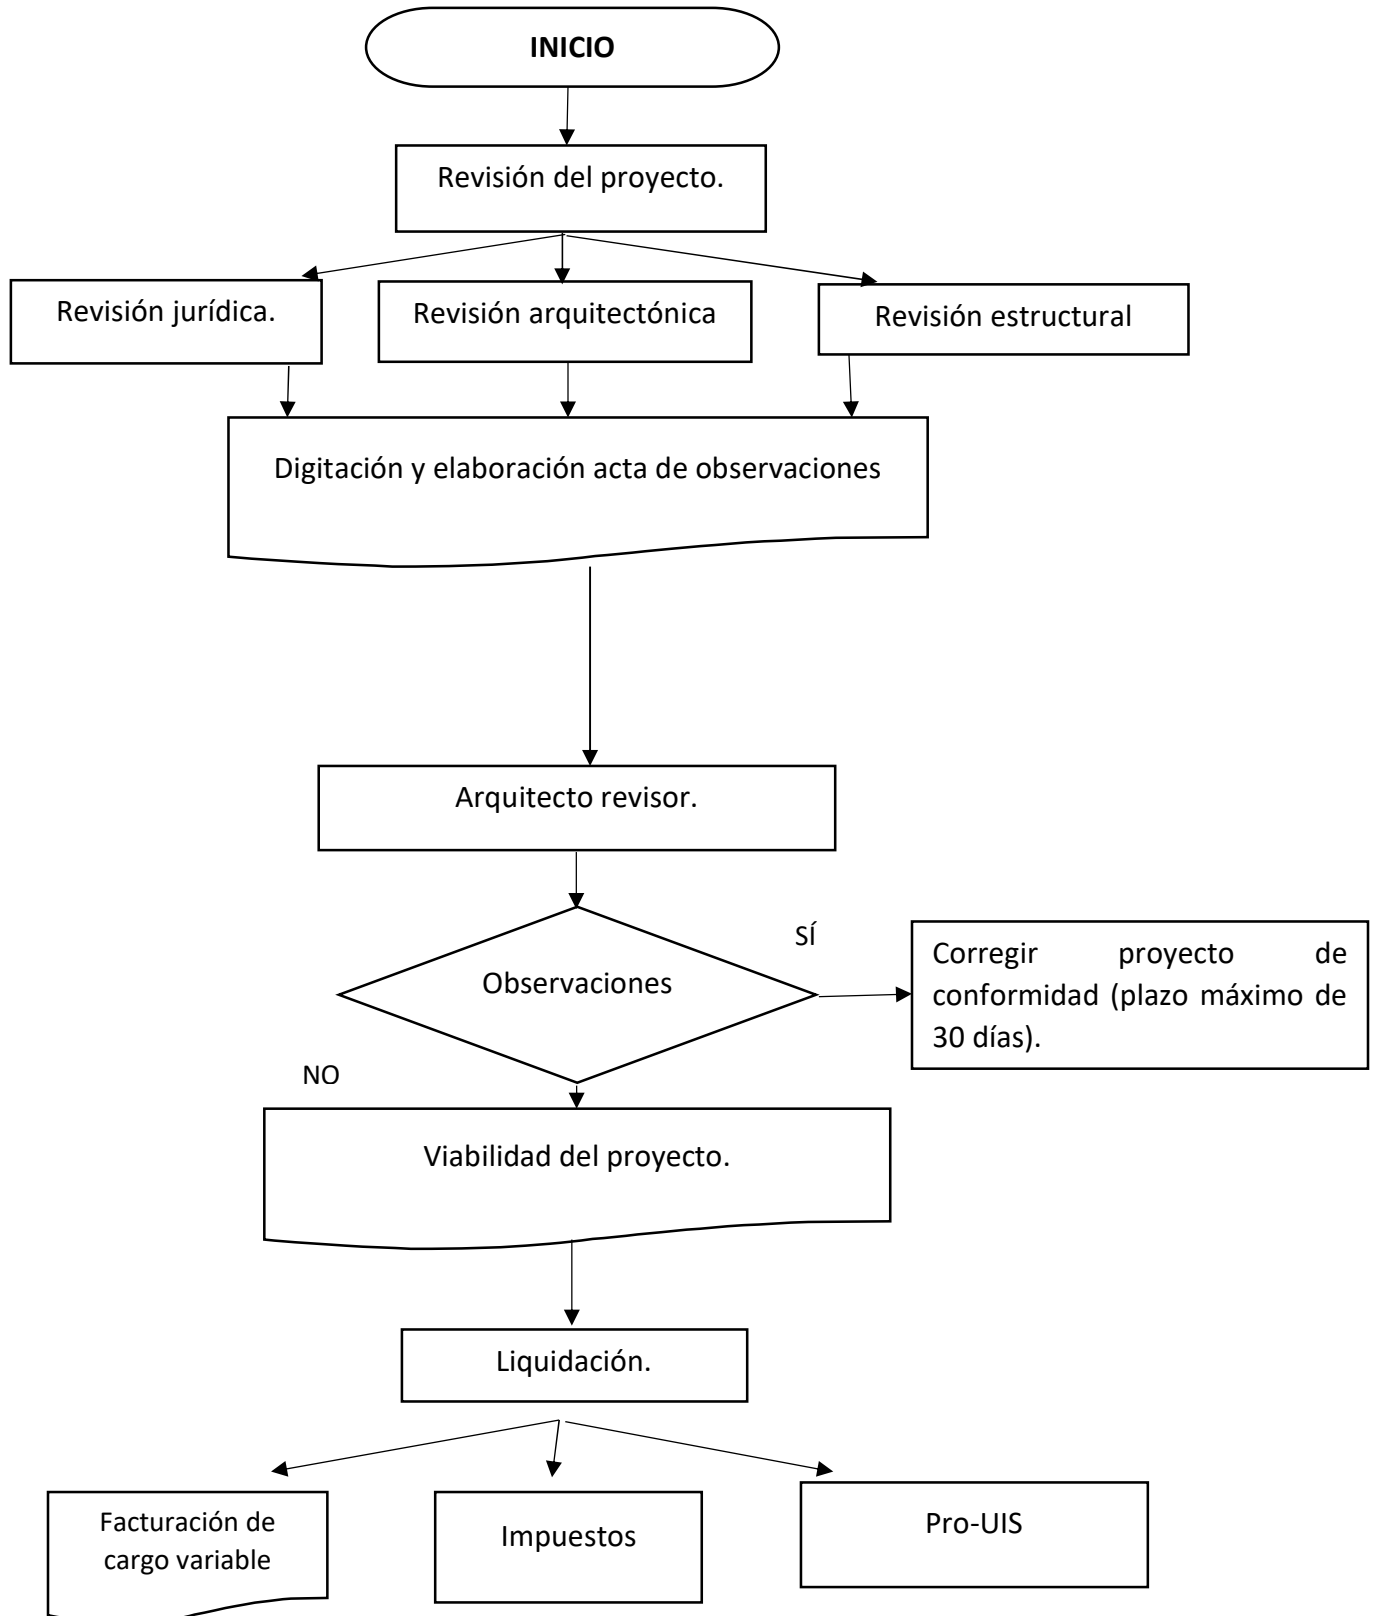 INICIO
Revisión del proyecto.
Revisión jurídica.
Revisión arquitectónica
Revisión estructural
Digitación y elaboración acta de observaciones
Arquitecto revisor.
SÍ
Observaciones
Corregir proyecto de
conformidad (plazo máximo de
30 días).
NO
Viabilidad del proyecto.
Liquidación.
Facturación de
cargo variable
Impuestos
Pro-UIS